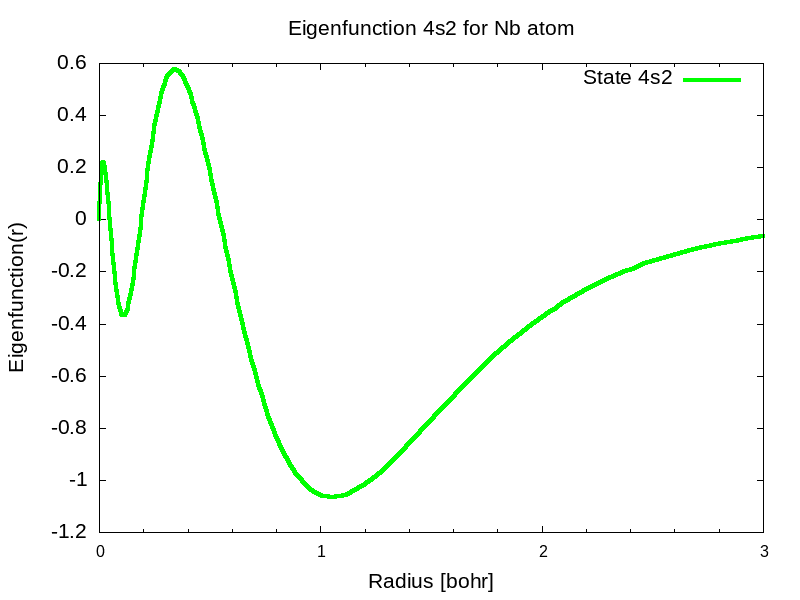 Eigenfunction 4s2 for Nb atom
State 4s2
0.6
0.4
0.2
0
-0.2
-0.4
-0.6
-0.8
-1
-1.2
Eigenfunction(r)
0 1 2 3
Radius [bohr]